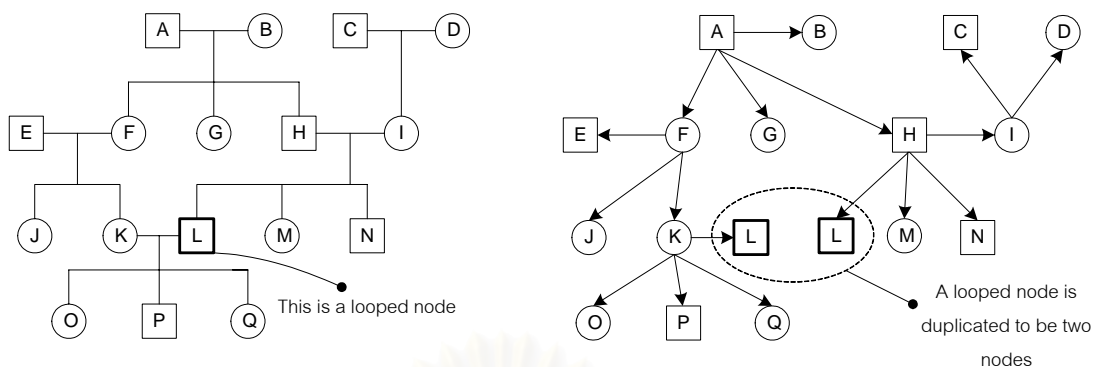 A B C D
E F G H I
J K L M N
This is a looped node
O P Q
A B C D
E F G H I
J K L L M N
O P Q
A looped node is
duplicated to be two
nodes